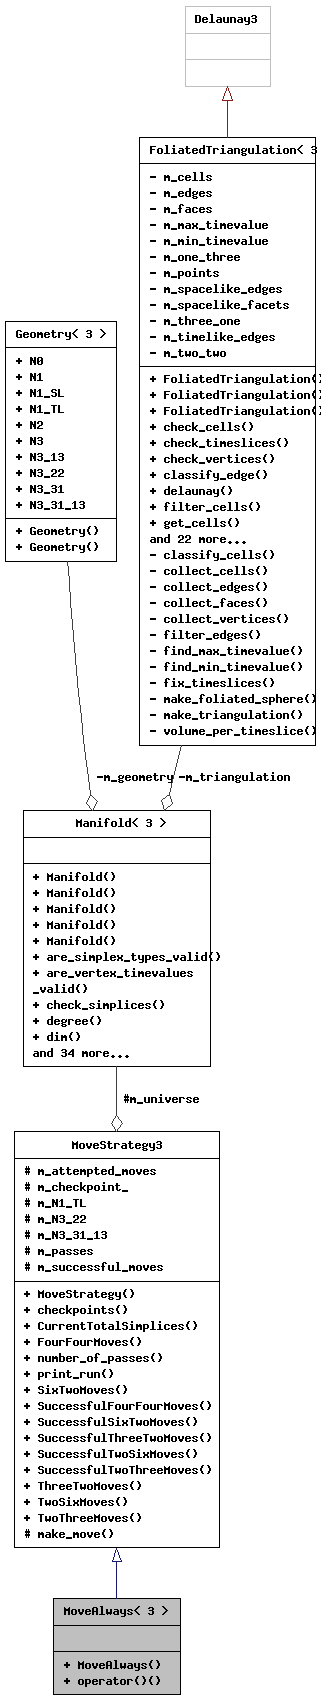 Delaunay3
FoliatedTriangulation< 3
- m_cells
- m_edges
- m_faces
- m_max_timevalue
- m_min_timevalue
- m_one_three
- m_points
- m_spacelike_edges
- m_spacelike_facets
- m_three_one
- m_timelike_edges
- m_two_two
+ FoliatedTriangulation()
+ FoliatedTriangulation()
+ FoliatedTriangulation()
+ check_cells()
+ check_timeslices()
+ check_vertices()
+ classify_edge()
+ delaunay()
+ filter_cells()
+ get_cells()
and 22 more...
- classify_cells()
- collect_cells()
- collect_edges()
- collect_faces()
- collect_vertices()
- filter_edges()
- find_max_timevalue()
- find_min_timevalue()
- fix_timeslices()
- make_foliated_sphere()
- make_triangulation()
- volume_per_timeslice()
Geometry< 3 >
+ N0
+ N1
+ N1_SL
+ N1_TL
+ N2
+ N3
+ N3_13
+ N3_22
+ N3_31
+ N3_31_13
+ Geometry()
+ Geometry()
-m_geometry
-m_triangulation
Manifold< 3 >
+ Manifold()
+ Manifold()
+ Manifold()
+ Manifold()
+ Manifold()
+ are_simplex_types_valid()
+ are_vertex_timevalues
_valid()
+ check_simplices()
+ degree()
+ dim()
and 34 more...
#m_universe
MoveStrategy3
# m_attempted_moves
# m_checkpoint_
# m_N1_TL
# m_N3_22
# m_N3_31_13
# m_passes
# m_successful_moves
+ MoveStrategy()
+ checkpoints()
+ CurrentTotalSimplices()
+ FourFourMoves()
+ number_of_passes()
+ print_run()
+ SixTwoMoves()
+ SuccessfulFourFourMoves()
+ SuccessfulSixTwoMoves()
+ SuccessfulThreeTwoMoves()
+ SuccessfulTwoSixMoves()
+ SuccessfulTwoThreeMoves()
+ ThreeTwoMoves()
+ TwoSixMoves()
+ TwoThreeMoves()
# make_move()
MoveAlways< 3 >
+ MoveAlways()
+ operator()()